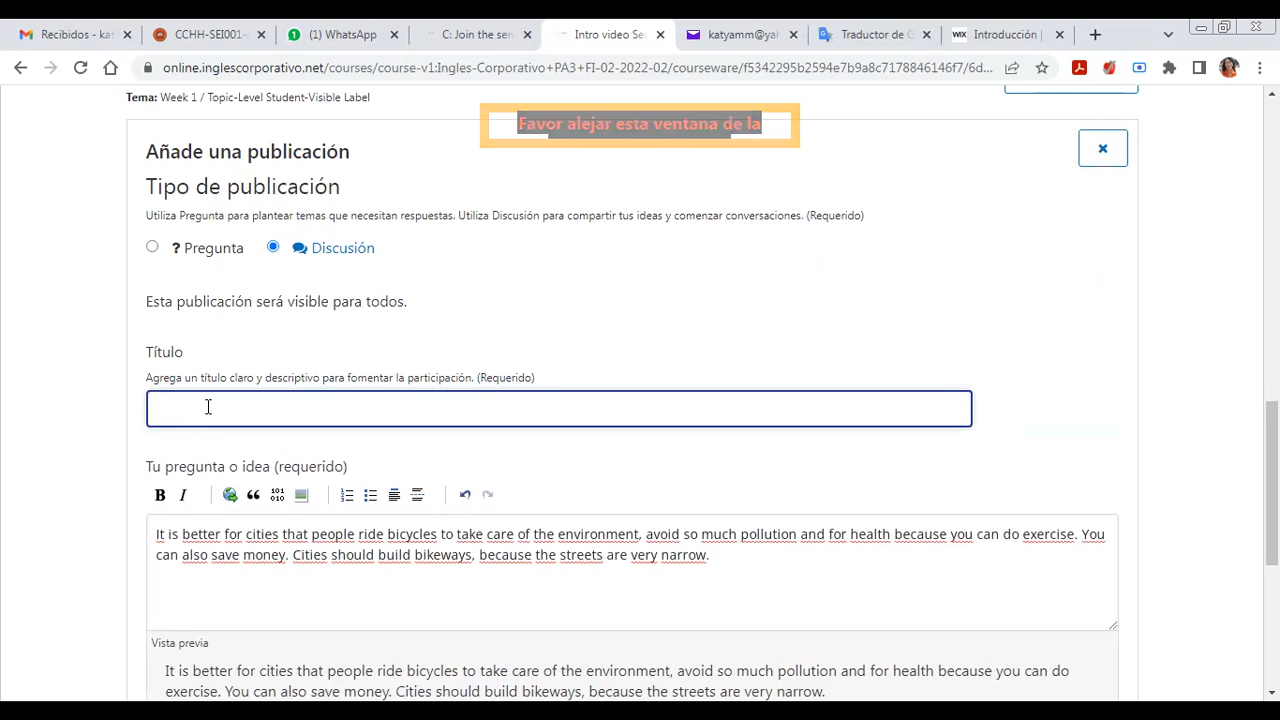 Recibidos - kat
CCHH-SEI001-
(1) WhatsApp
C: Join the sen
Intro video Sec
katyamm@yah
Traductor de G
WIX Introducción |
online.inglescorporativo.net/courses/course-v1:Ingles-Corporativo+PA3+FI-02-2022-02/courseware/f5342295b2594e7b9a8c7178846146f7/6d...
Tema: Week 1 / Topic-Level Student-Visible Label
Favor alejar esta ventana de la
Añade una publicación
Tipo de publicación
Utiliza Pregunta para plantear temas que necesitan respuestas. Utiliza Discusión para compartir tus ideas y comenzar conversaciones. (Requerido)
? Pregunta Discusión
Esta publicación será visible para todos.
Título
Agrega un título claro y descriptivo para fomentar la participación. (Requerido)
Tu pregunta o idea (requerido)
B I
It is better for cities that people ride bicycles to take care of the environment, avoid so much pollution and for health because you can do exercise. You
can also save money. Cities should build bikeways, because the streets are very narrow.
Vista previa
It is better for cities that people ride bicycles to take care of the environment, avoid so much pollution and for health because you can do
exercise. You can also save money. Cities should build bikeways, because the streets are very narrow.